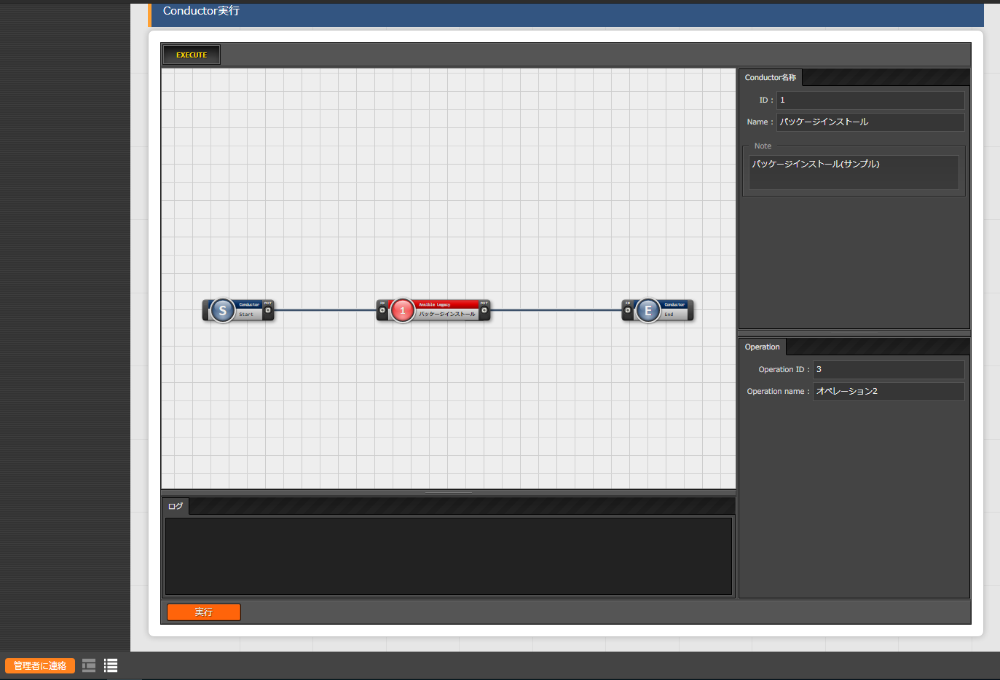 Conductor実行
EXECUTE
Conductor名称
ID : 1
Name : パッケージインストール
Note
パッケージインストール(サンプル)
S
Conductor
Start
OUT
IN
1
Ansible Legacy
パッケージインストール
OUT
IN
E
Conductor
End
Operation
Operation ID : 3
Operation name : オペレーション2
ログ
実行
管理者に連絡